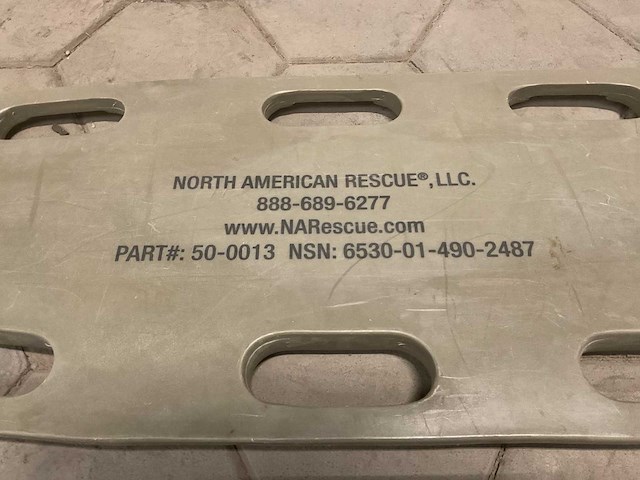 NORTH AMERICAN RESCUE®, LLC.
888-689-6277
www.NARescue.com
PART#: 50-0013 NSN: 6530-01-490-2487